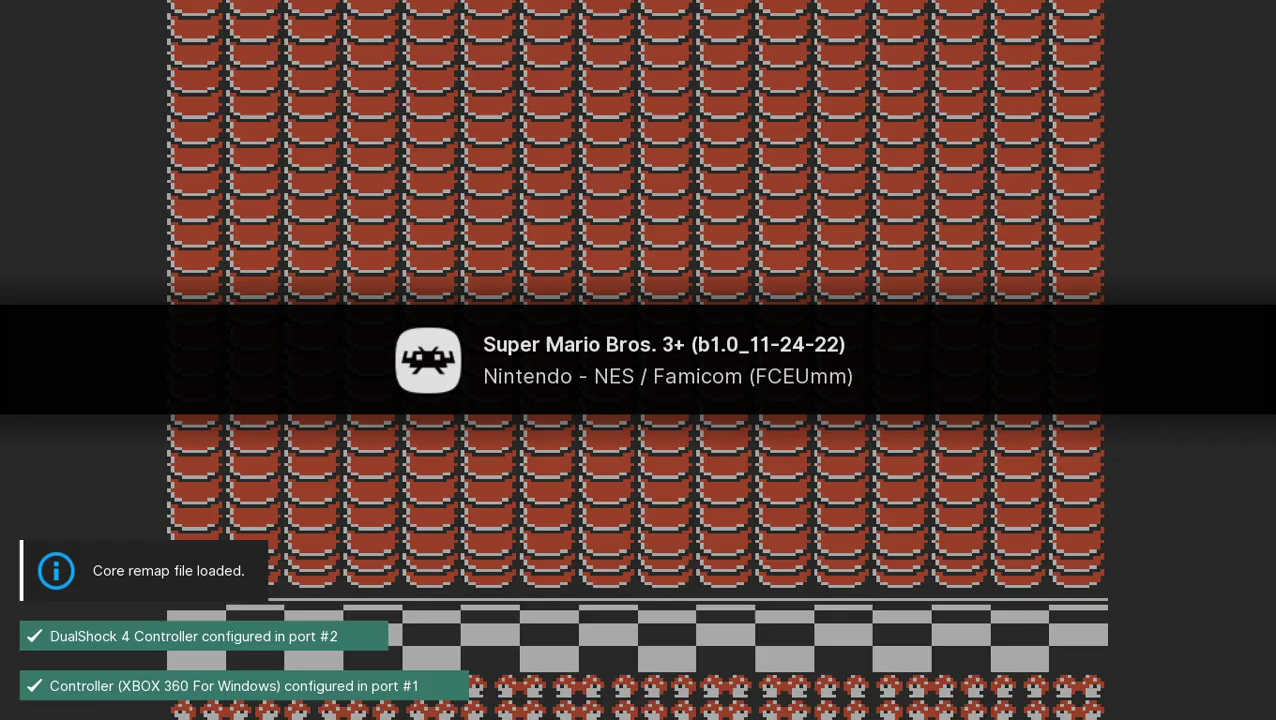 Super Mario Bros. 3+ (b1.0_11-24-22)
Nintendo - NES / Famicom (FCEUmm)
Core remap file loaded.
DualShock 4 Controller configured in port #2
Controller (XBOX 360 For Windows) configured in port #1